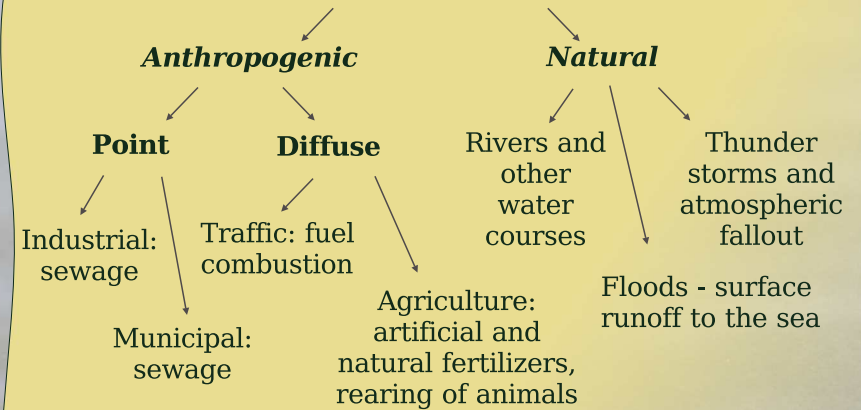 Anthropogenic
Natural
Point
Diffuse
Rivers and
other
water
courses
Thunder
storms and
atmospheric
fallout
Industrial:
sewage
Traffic: fuel
combustion
Floods - surface
runoff to the sea
Agriculture:
artificial and
natural fertilizers,
rearing of animals
Municipal:
sewage